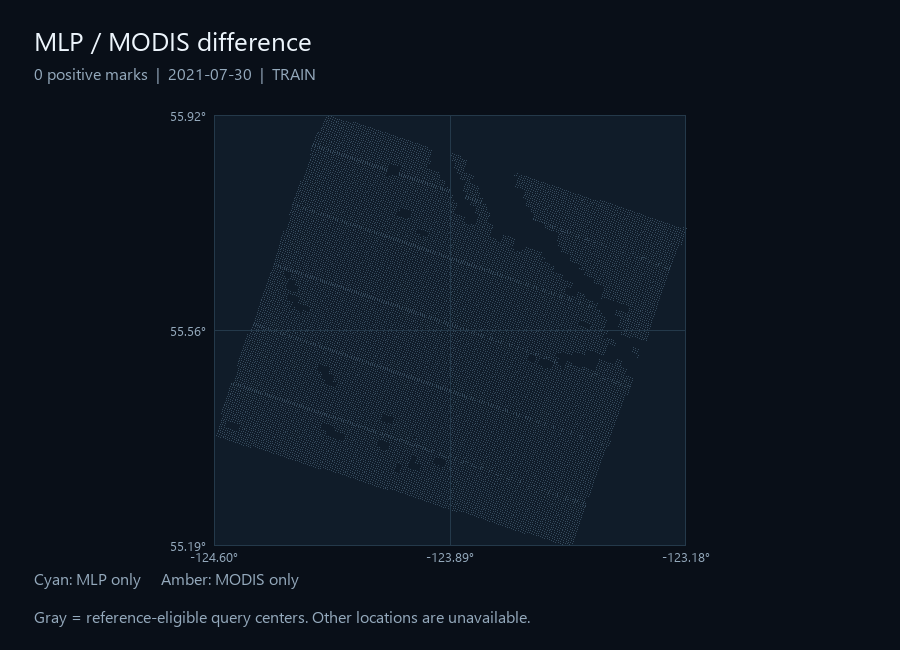 MLP / MODIS difference
0 positive marks | 2021-07-30 | TRAIN
55.92°
55.56°
55.19°
-124.60°
-123.89°
-123.18°
Cyan: MLP only Amber: MODIS only
Gray = reference-eligible query centers. Other locations are unavailable.